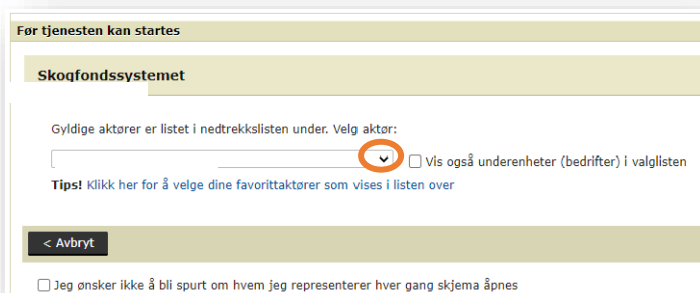 Før tjenesten kan startes
Skogfondssystemet
Gyldige aktører er listet i nedtrekkslisten under. Velg aktør:
Vis også underenheter (bedrifter) i valglisten
Tips! Klikk her for å velge dine favorittaktører som vises i listen over
< Avbryt
Jeg ønsker ikke å bli spurt om hvem jeg representerer hver gang skjema åpnes